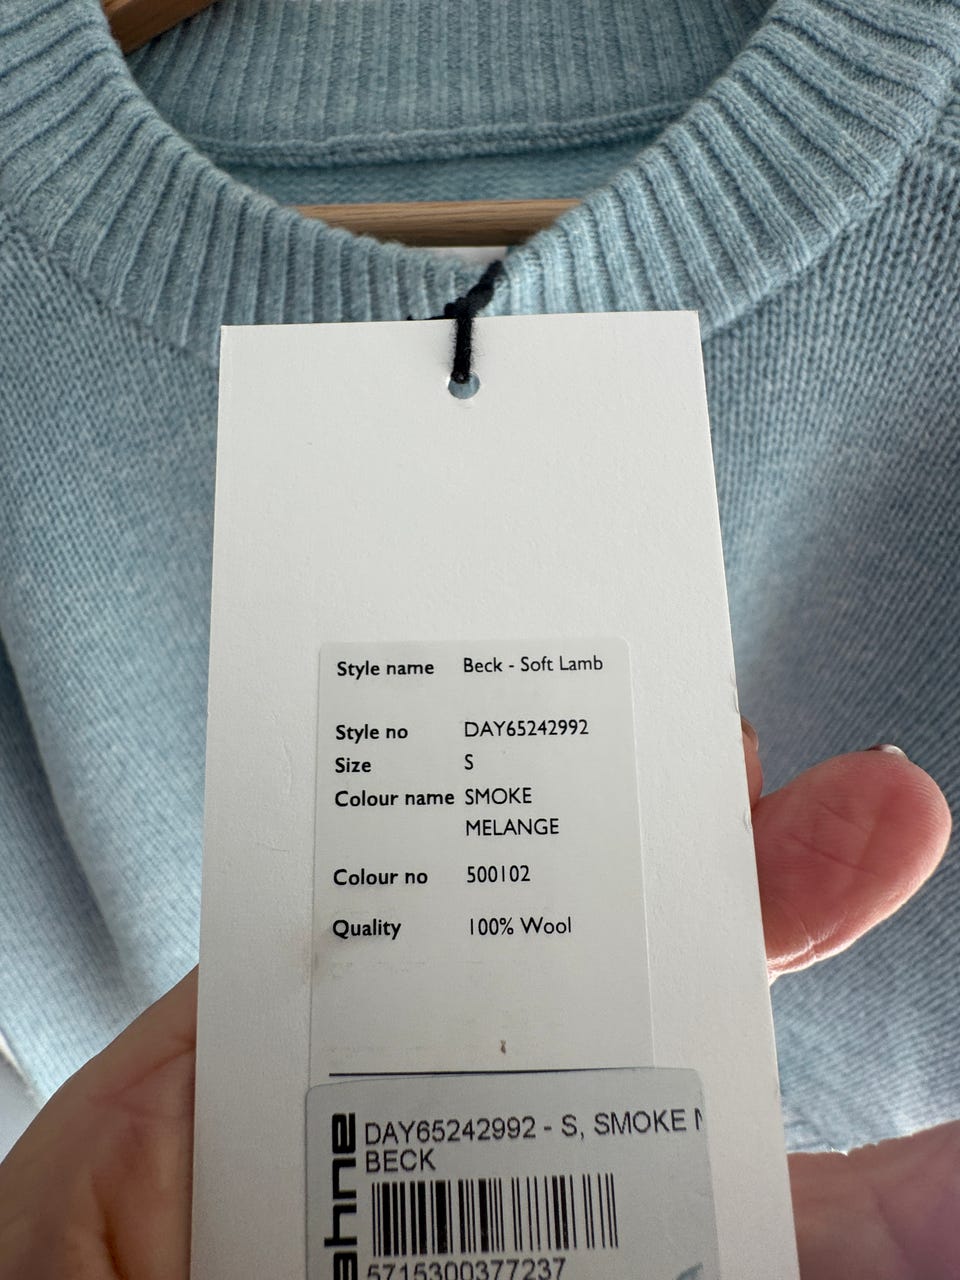 Style name Beck - Soft Lamb
Style no DAY65242992
Size S
Colour name SMOKE
MELANGE
Colour no 500102
Quality 100% Wool
DAY65242992 - S, SMOKE
BECK
5715300377237